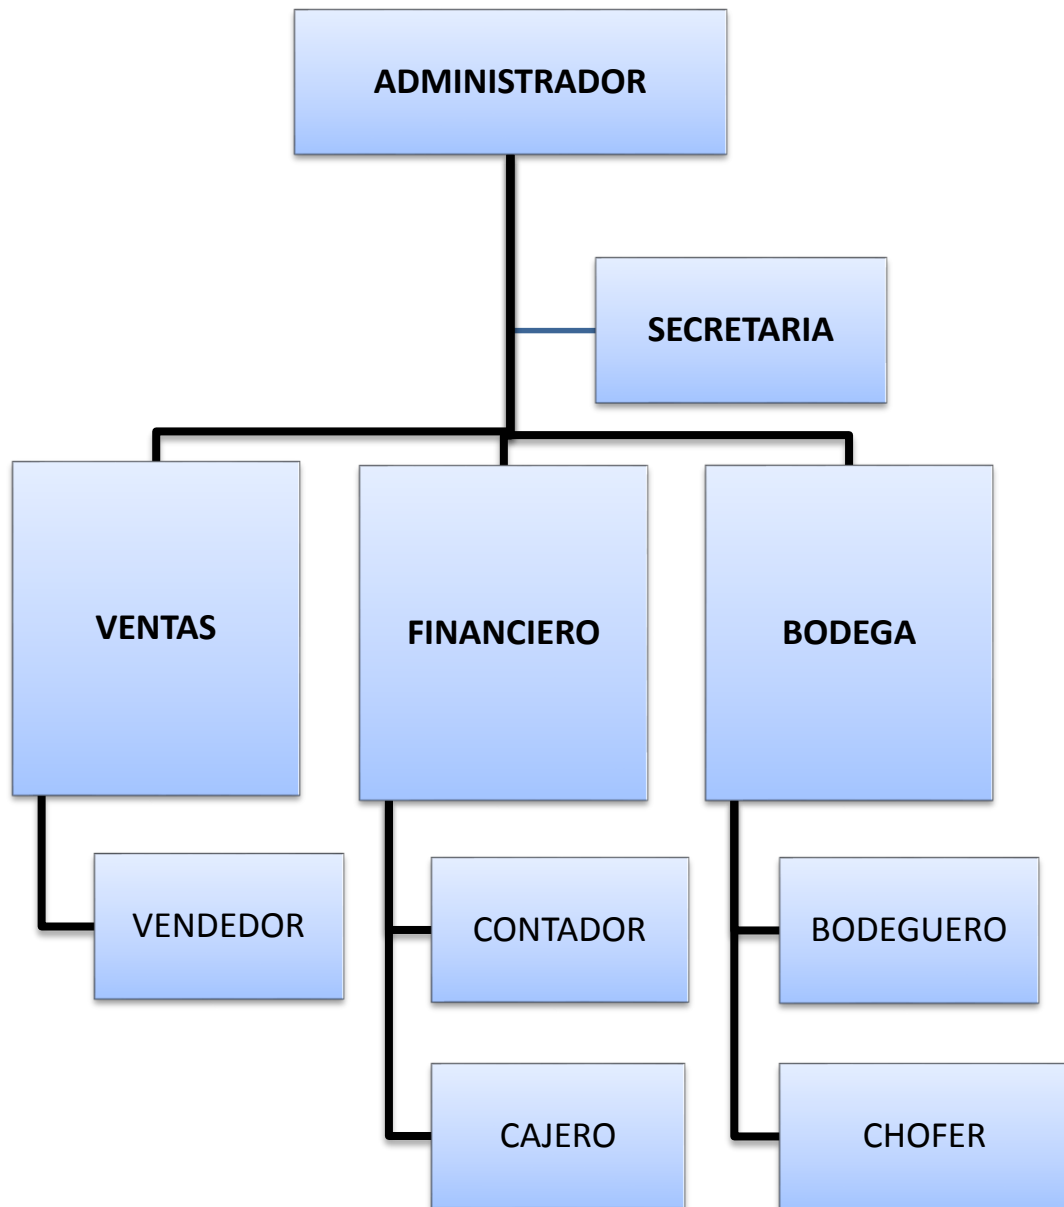 ADMINISTRADOR
SECRETARIA
VENTAS
FINANCIERO
BODEGA
VENDEDOR
CONTADOR
BODEGUERO
CAJERO
CHOFER